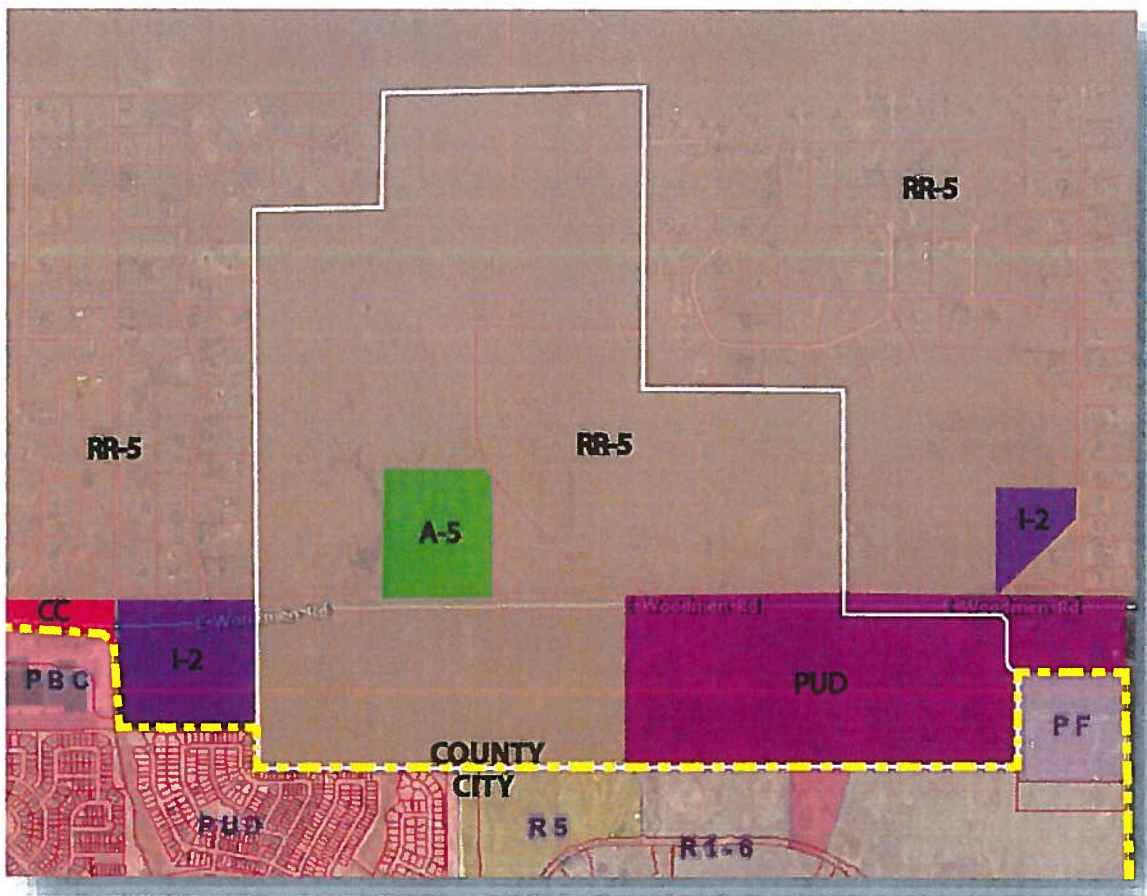 RR-5
RR-5
RR-5
A-5
I-2
CC
E Woodmen Rd
E Woodmen Rd
E Woodmen Rd
I-2
PBC
PUD
PF
COUNTY
CITY
PUD
R5
R1-6